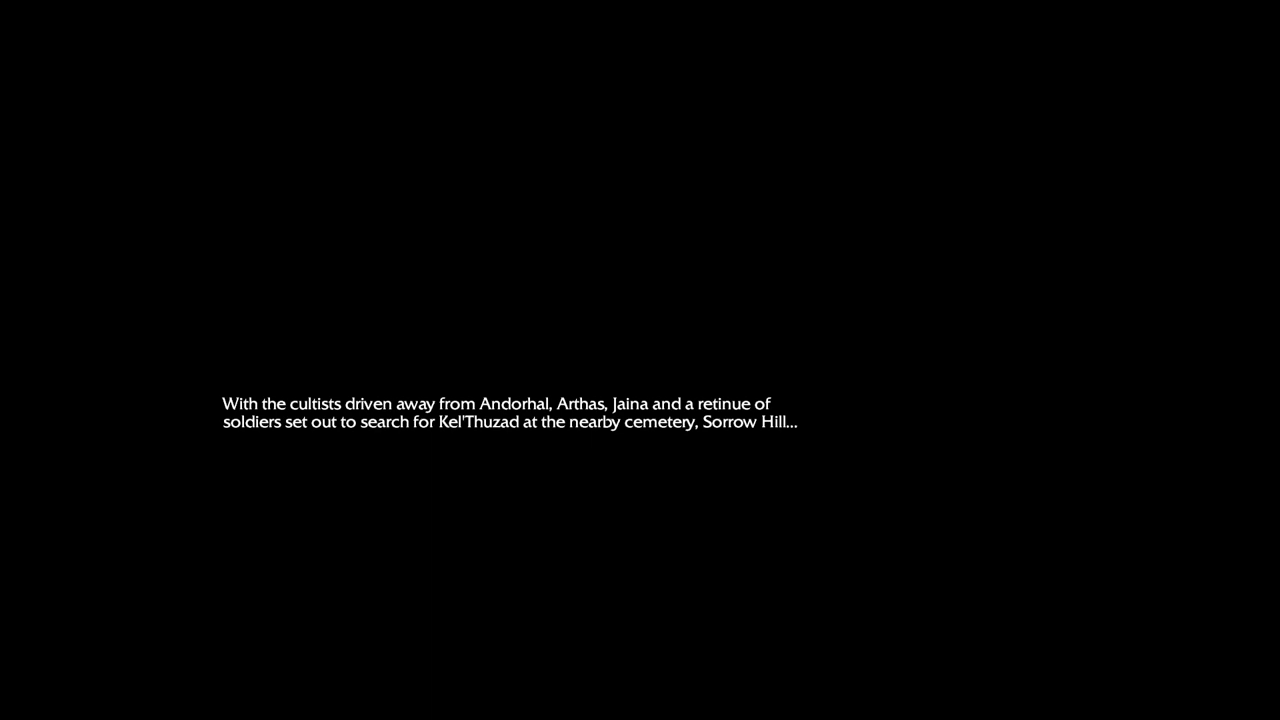 With the cultists driven away from Andorhal, Arthas, Jaina and a retinue of
soldiers set out to search for Kel'Thuzad at the nearby cemetery, Sorrow Hill...